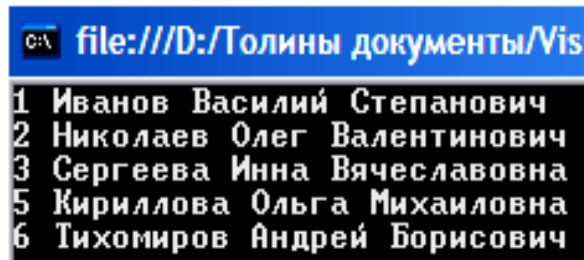 file:///D:/Толины документы/Vis
1 Иванов Василий Степанович
2 Николаев Олег Валентинович
3 Сергеева Инна Вячеславовна
5 Кириллова Ольга Михаиловна
6 Тихомиров Андрей Борисович